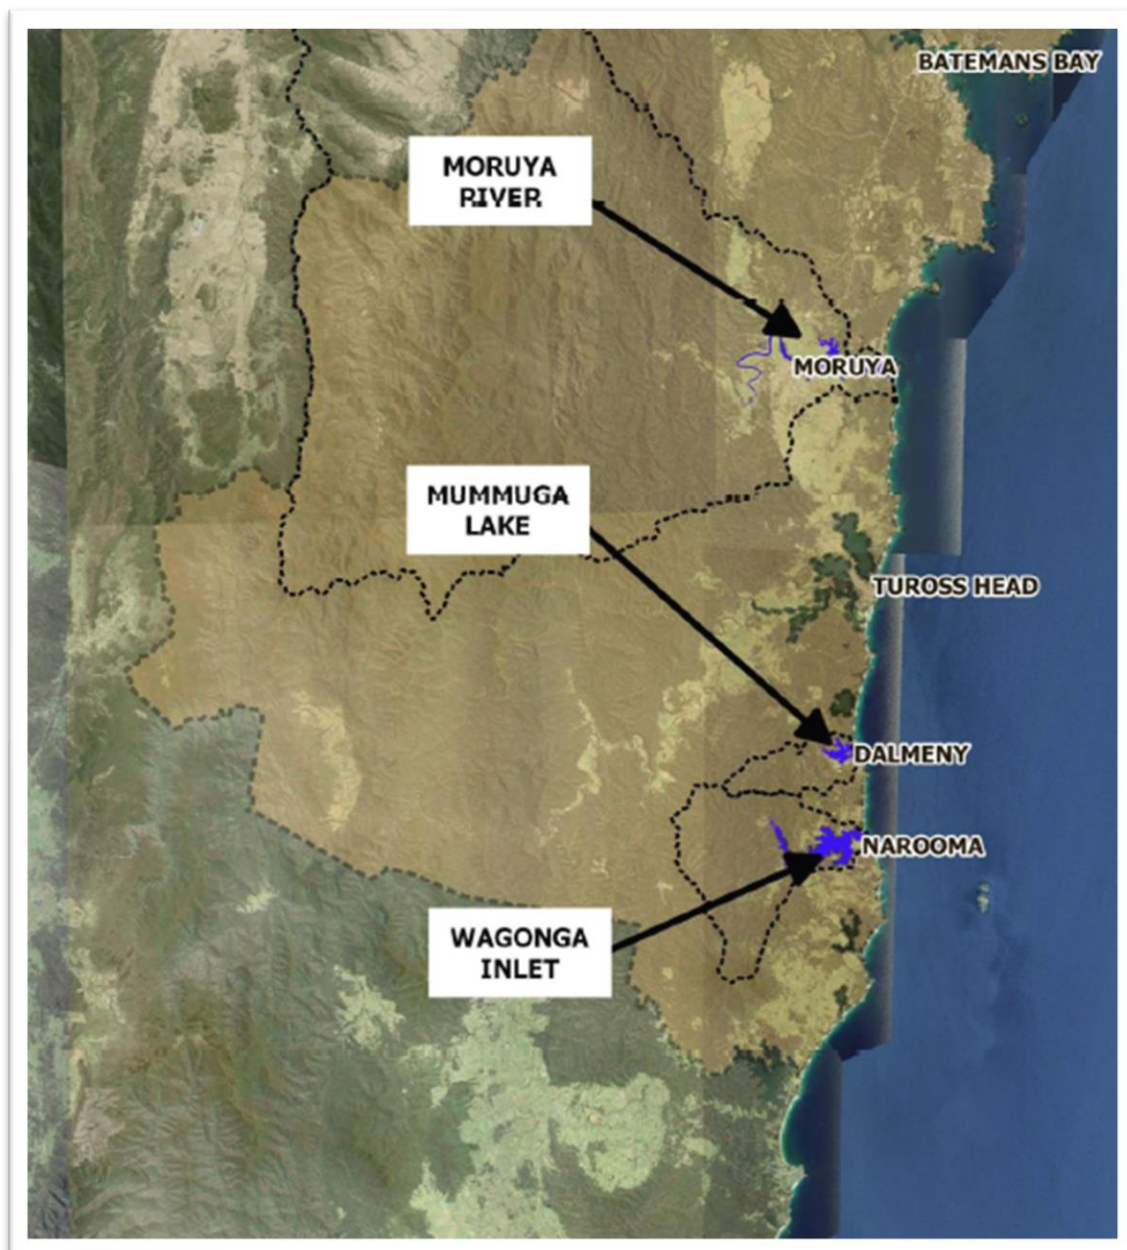 BATEMANS BAY
MORUYA
RIVER
MORUYA
MUMMUGA
LAKE
TUROSS HEAD
DALMENY
NAROOMA
WAGONGA
INLET